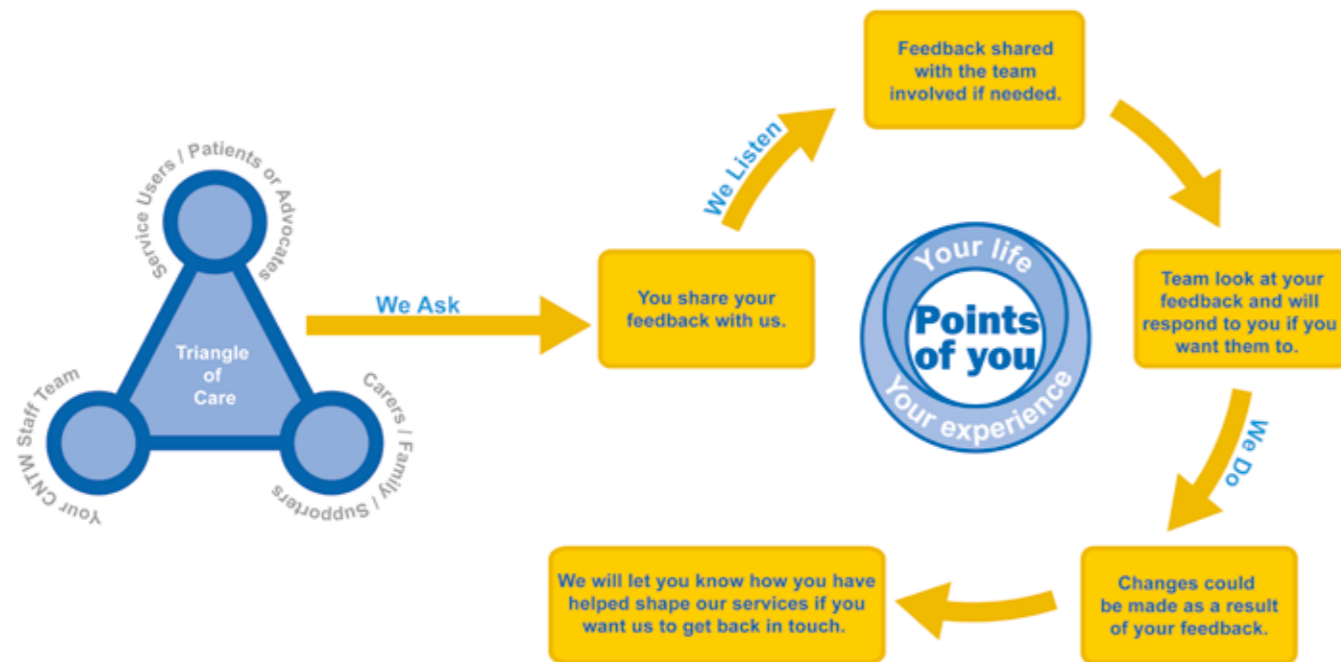 Service Users / Patients or Advocates
Triangle
of
Care
Your CNTW Staff Team
Carers / Family / Supporters
We Ask
You share your
feedback with us.
We Listen
Feedback shared
with the team
involved if needed.
Team look at your
feedback and will
respond to you if you
want them to.
We Do
Changes could
be made as a result
of your feedback.
We will let you know how you have
helped shape our services if you
want us to get back in touch.
Your life
Points
of you
Your experience